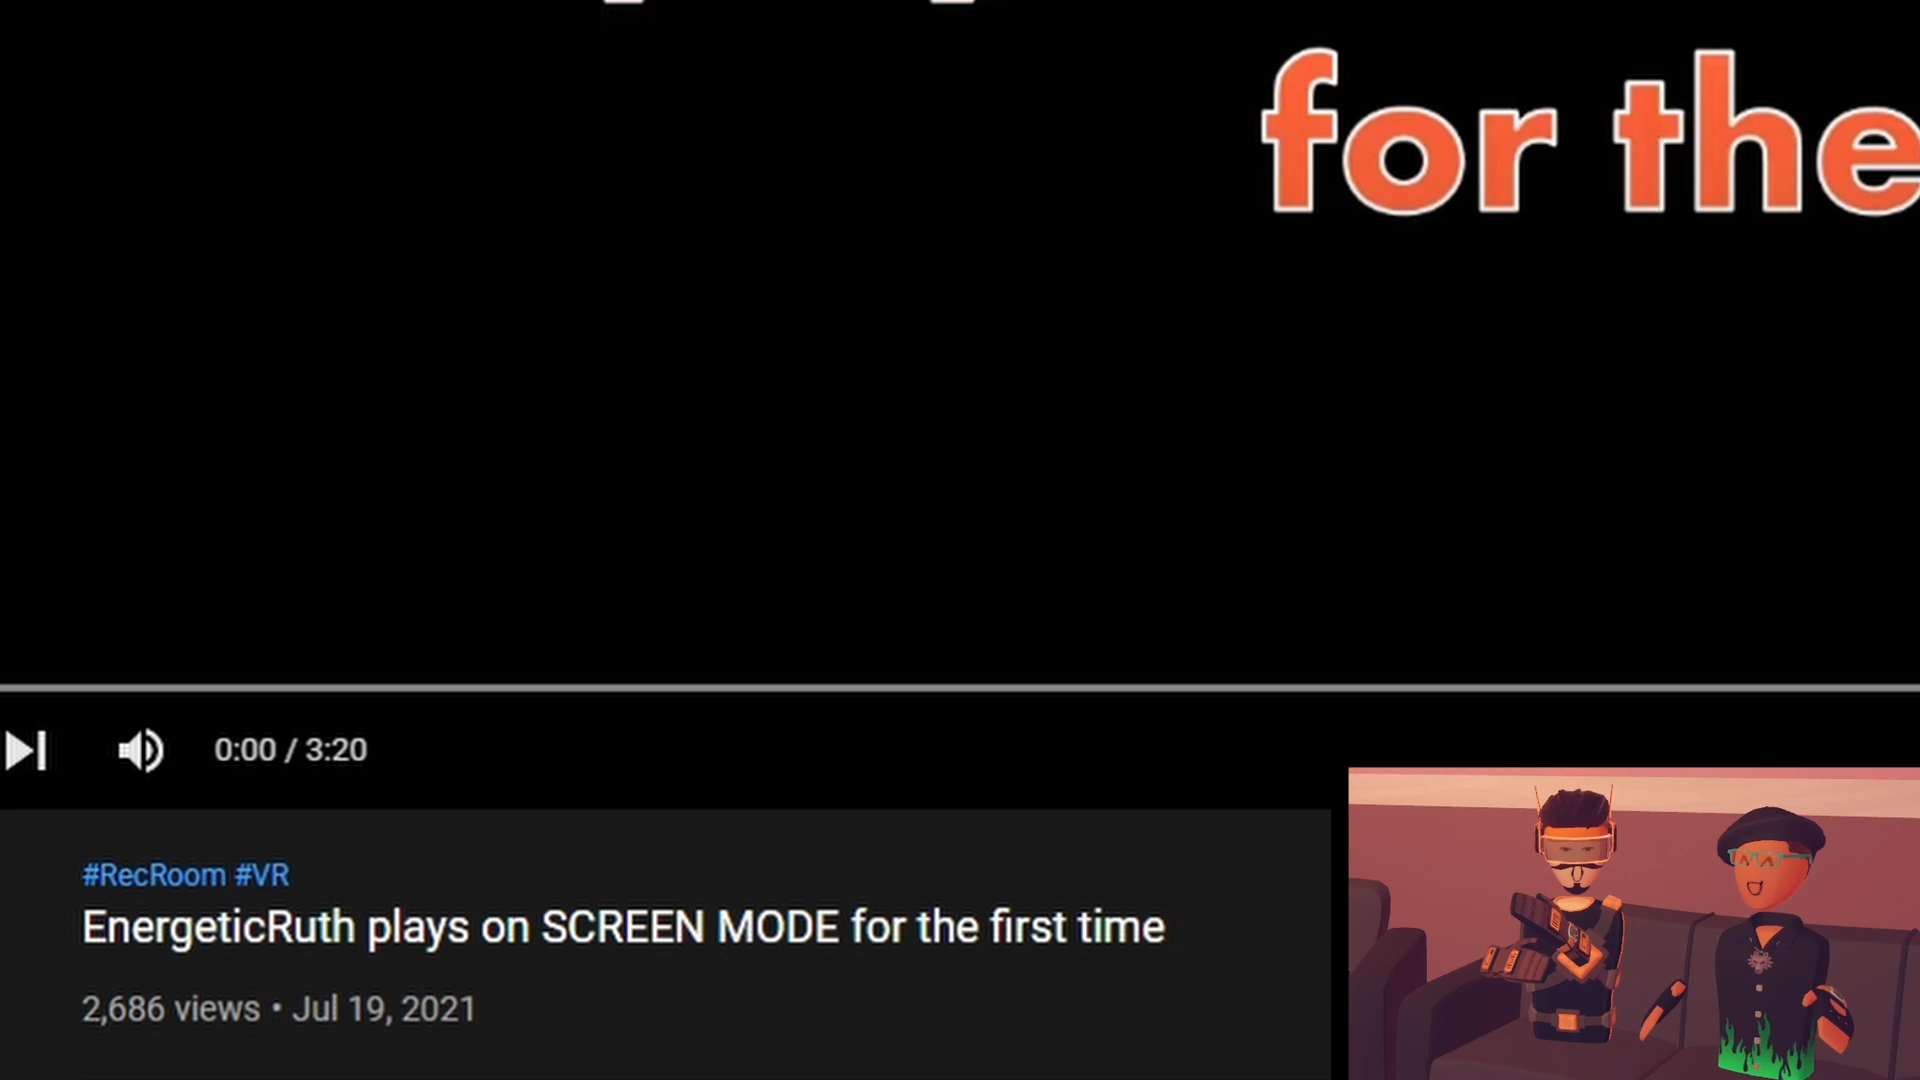 for the
0:00 / 3:20
#RecRoom #VR
EnergeticRuth plays on SCREEN MODE for the first time
2,686 views • Jul 19, 2021